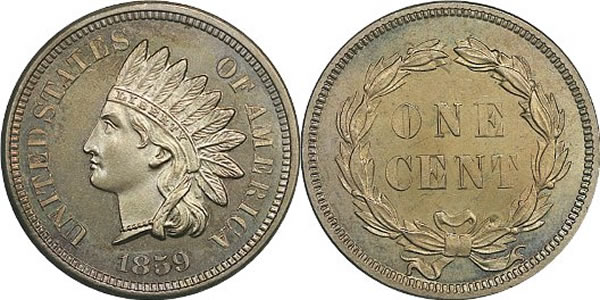 UNITED STATES OF AMERICA
LIBERTY
1859
ONE
CENT